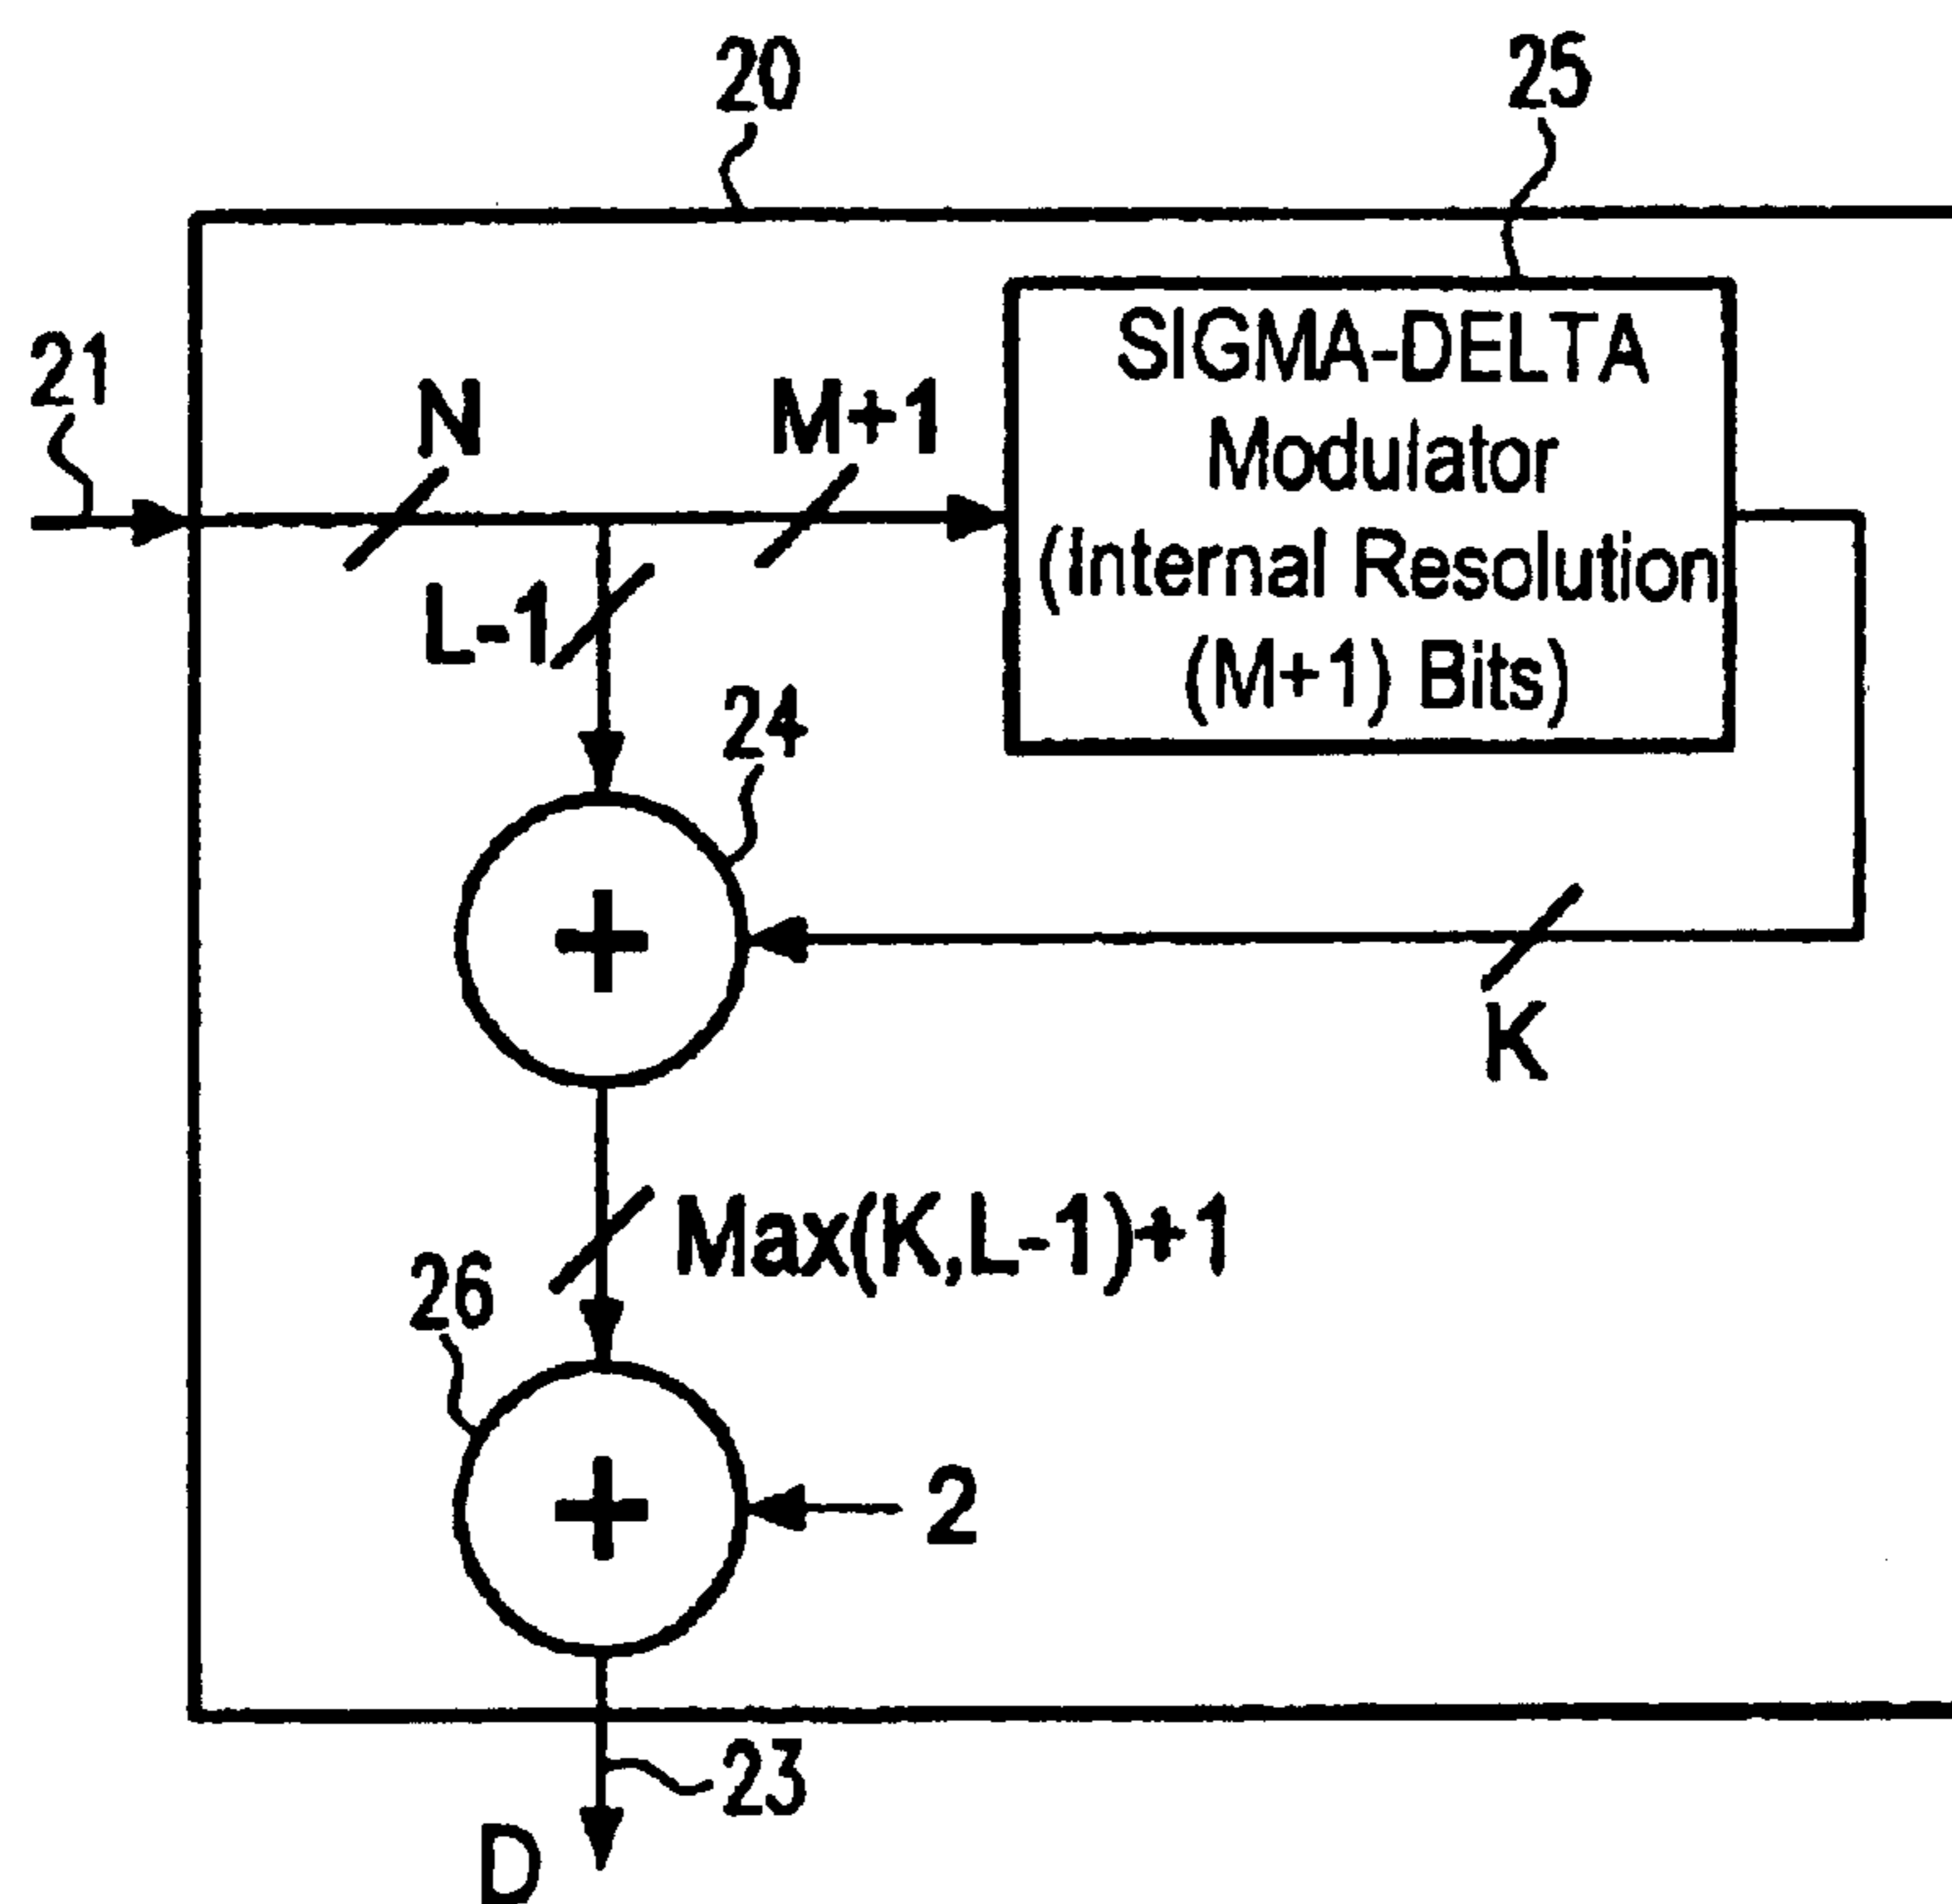 20
25
21
N
M+1
SIGMA-DELTA
Modulator
(Internal Resolution
(M+1) Bits)
L-1
24
K
Max(K,L-1)+1
26
2
23
D